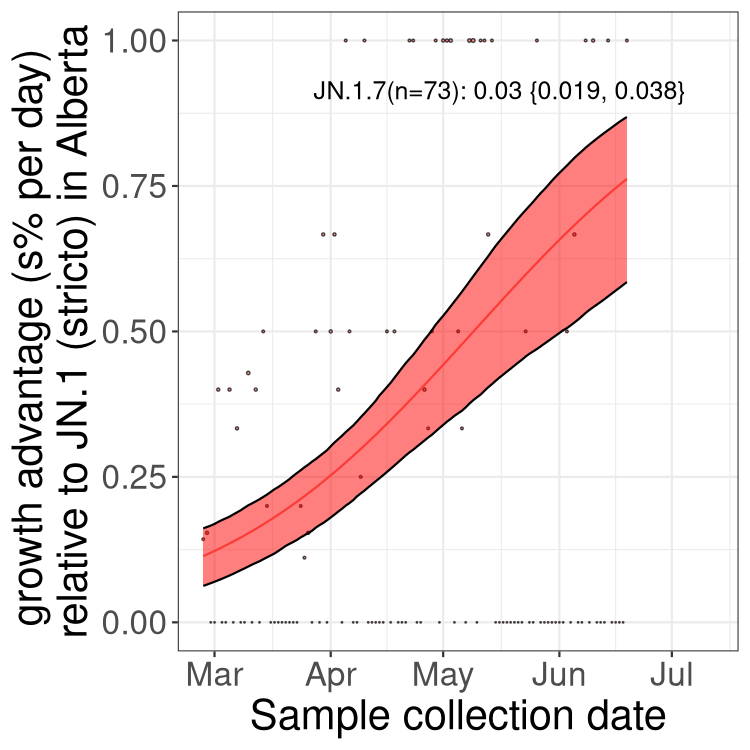 growth advantage (s% per day)
relative to JN.1 (stricto) in Alberta
1.00
0.75
0.50
0.25
0.00
JN.1.7(n=73): 0.03 {0.019, 0.038}
Mar Apr May Jun Jul
Sample collection date